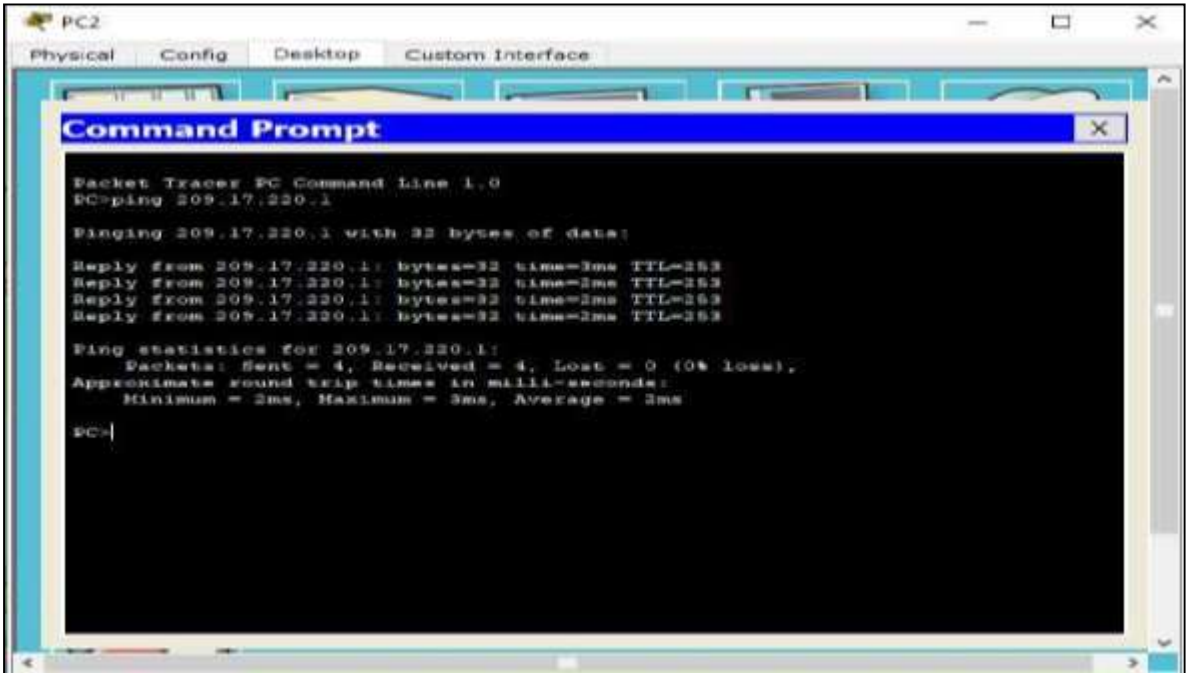 PC2
Physical Config Desktop Custom Interface
Command Prompt
Packet Tracer PC Command Line 1.0
PC>ping 209.17.220.1
Pinging 209.17.220.1 with 32 bytes of data:
Reply from 209.17.220.1: bytes=32 time=3ms TTL=253
Reply from 209.17.220.1: bytes=32 time=2ms TTL=253
Reply from 209.17.220.1: bytes=32 time=2ms TTL=253
Reply from 209.17.220.1: bytes=32 time=2ms TTL=253
Ping statistics for 209.17.220.1:
Packets: Sent = 4, Received = 4, Lost = 0 (0% loss),
Approximate round trip times in milli-seconds:
Minimum = 2ms, Maximum = 3ms, Average = 2ms
PC>